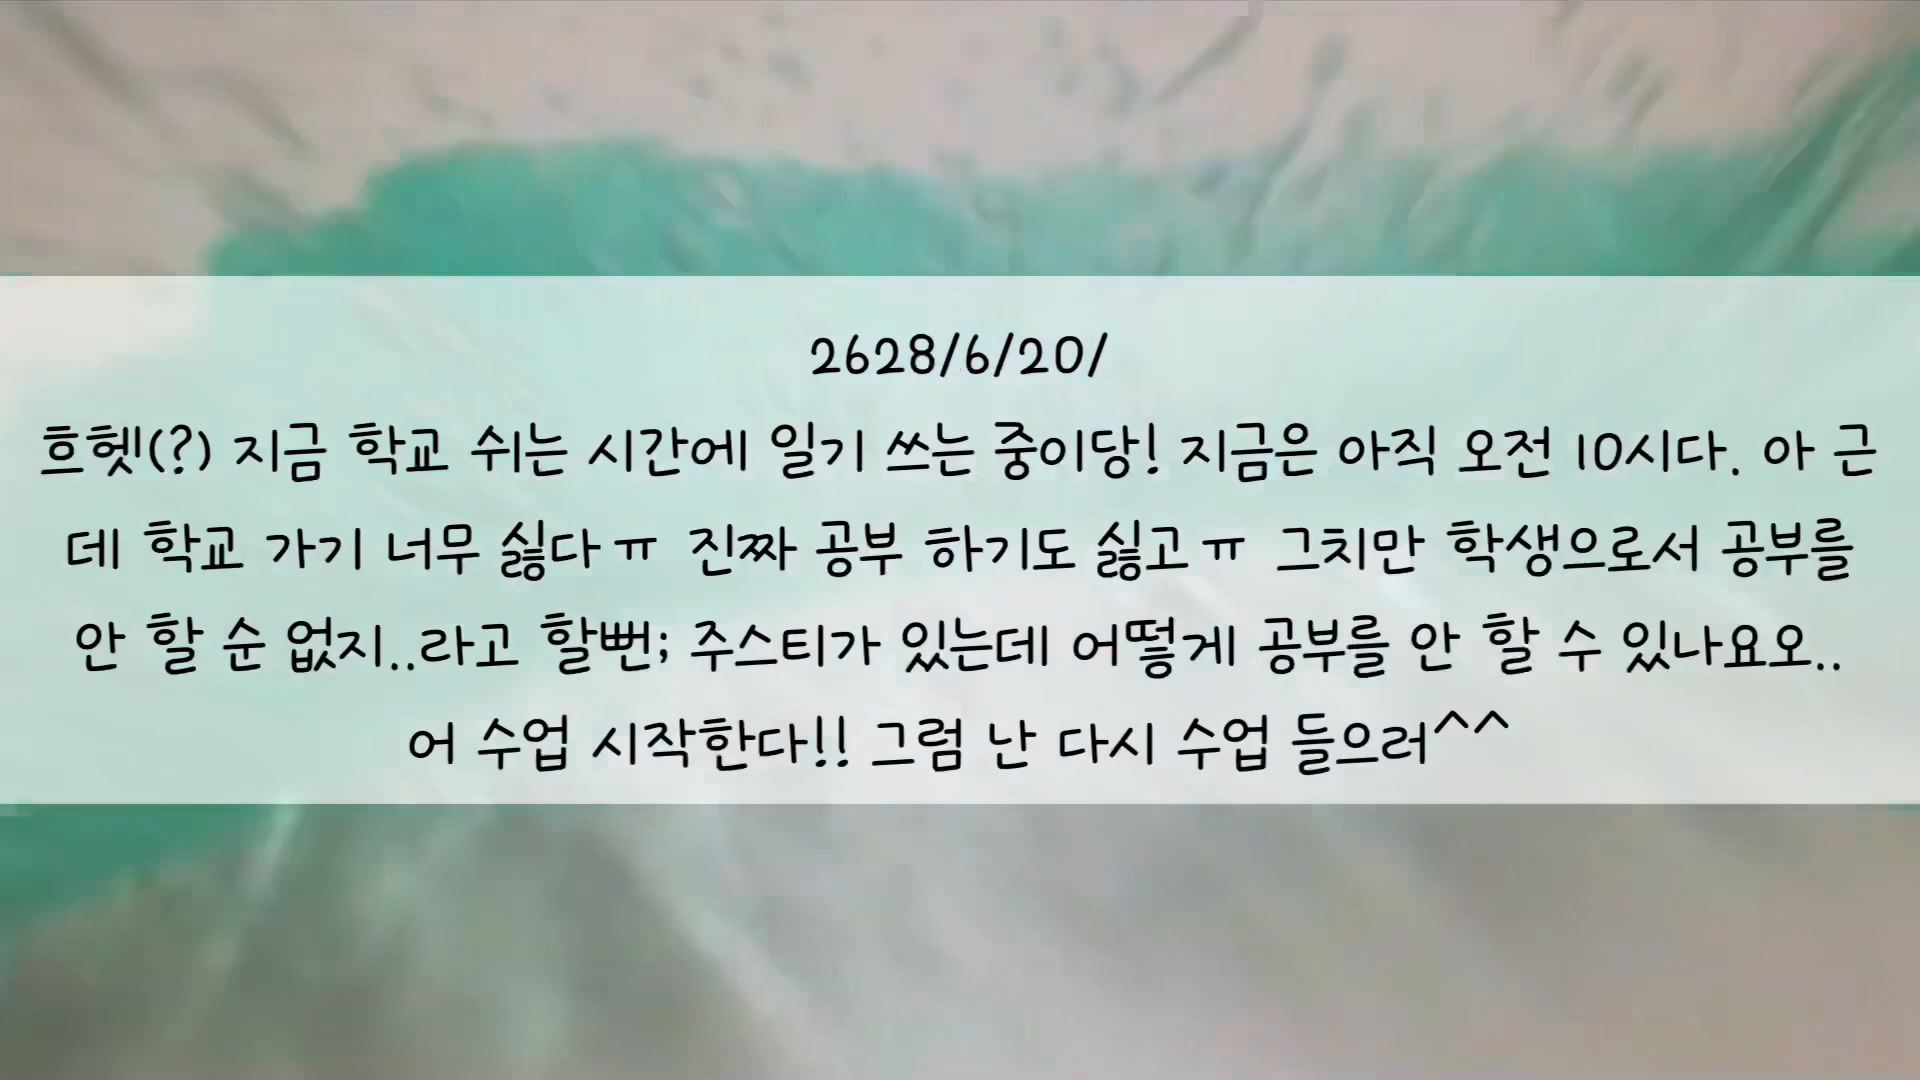 2628/6/20/
흐헷!(?) 지금 학교 쉬는 시간에 일기 쓰는 중이당! 지금은 아직 오전 10시다. 아 근
데 학교 가기 너무 싫다ㅠ 진짜 공부 하기도 싫고ㅠ 그치만 학생으로서 공부를
안 할 순 없지..라고 할뻔; 주스티가 있는데 어떻게 공부를 안 할 수 있나요오..
어 수업 시작한다!! 그럼 난 다시 수업 들으러^^